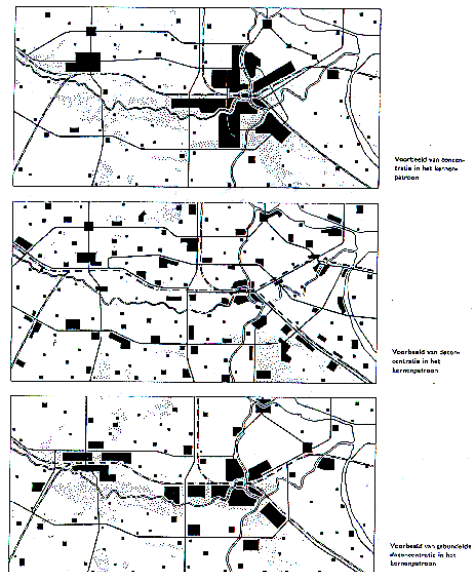 Voorbeeld van concen-
tratie in het kernen-
patroon
Voorbeeld van decon-
centratie in het
kernenpatroon
Voorbeeld van gebundelde
deconcentratie in het
kernenpatroon